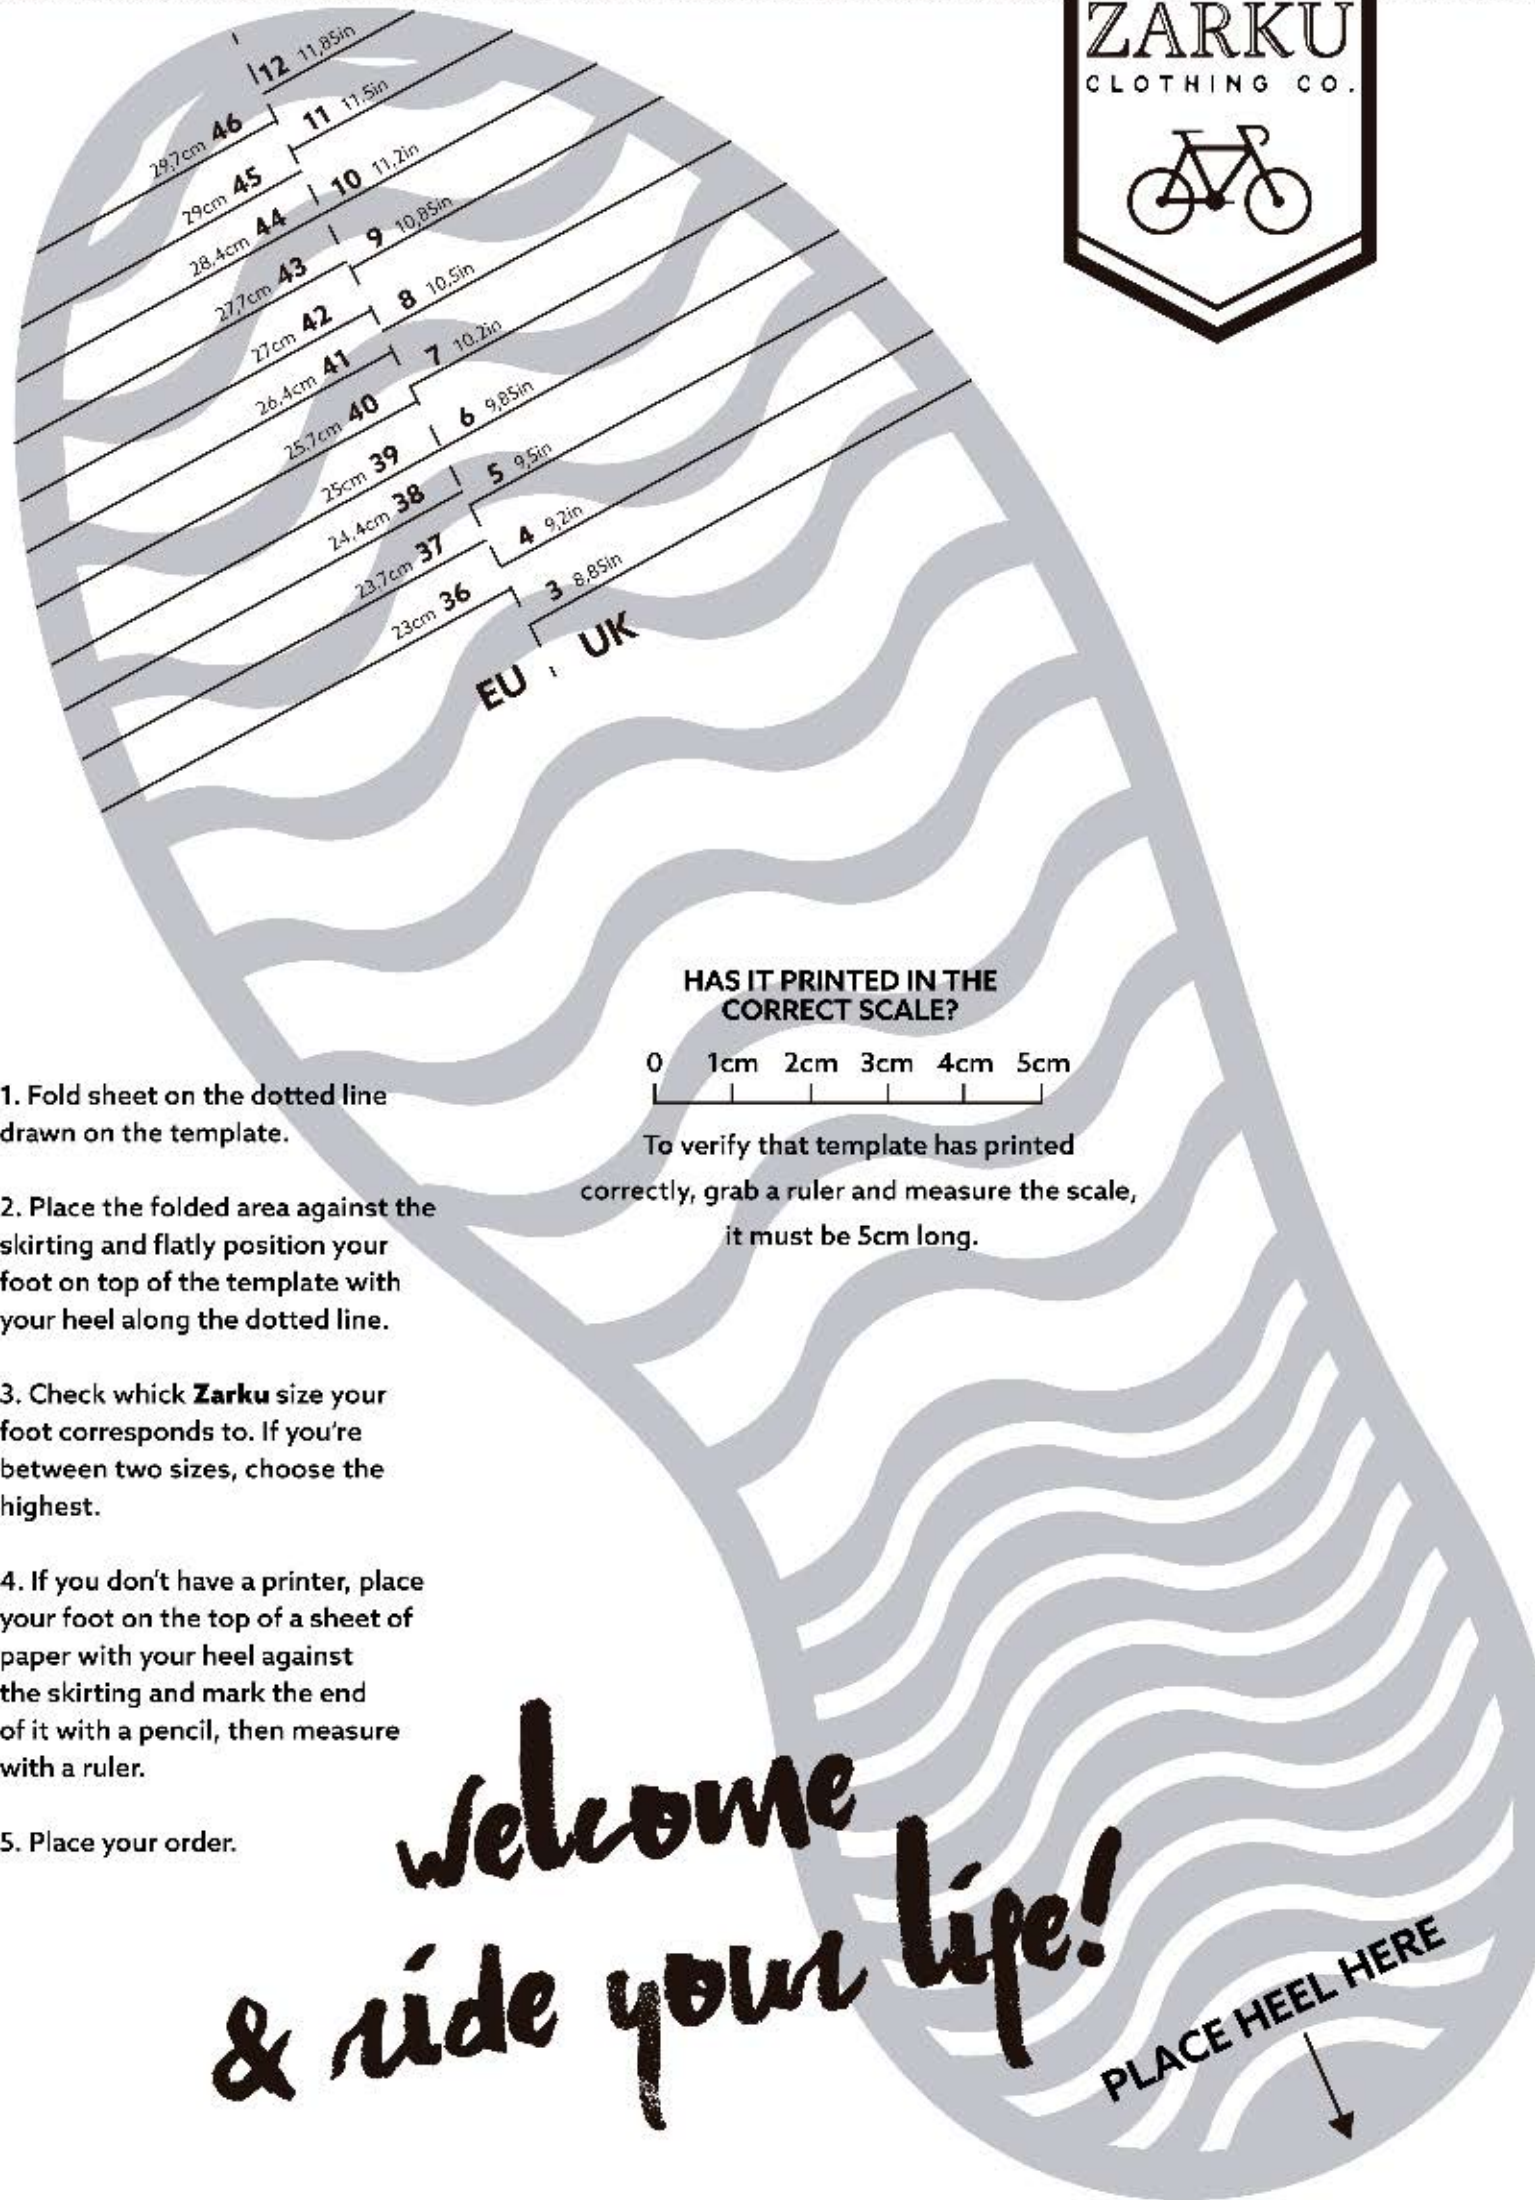 ZARKU
CLOTHING CO.
12 11,85in
29,7cm 46
11 11,5in
29cm 45
10 11,2in
28,4cm 44
9 10,85in
27,7cm 43
8 10,5in
27cm 42
7 10,2in
26,4cm 41
25,7cm 40
6 9,85in
25cm 39
5 9,5in
24,4cm 38
4 9,2in
23,7cm 37
3 8,85in
23cm 36
EU UK
HAS IT PRINTED IN THE
CORRECT SCALE?
0 1cm 2cm 3cm 4cm 5cm
To verify that template has printed
correctly, grab a ruler and measure the scale,
it must be 5cm long.
1. Fold sheet on the dotted line
drawn on the template.
2. Place the folded area against the
skirting and flatly position your
foot on top of the template with
your heel along the dotted line.
3. Check whick Zarku size your
foot corresponds to. If you're
between two sizes, choose the
highest.
4. If you don't have a printer, place
your foot on the top of a sheet of
paper with your heel against
the skirting and mark the end
of it with a pencil, then measure
with a ruler.
5. Place your order.
welcome
& ride your life!
PLACE HEEL HERE